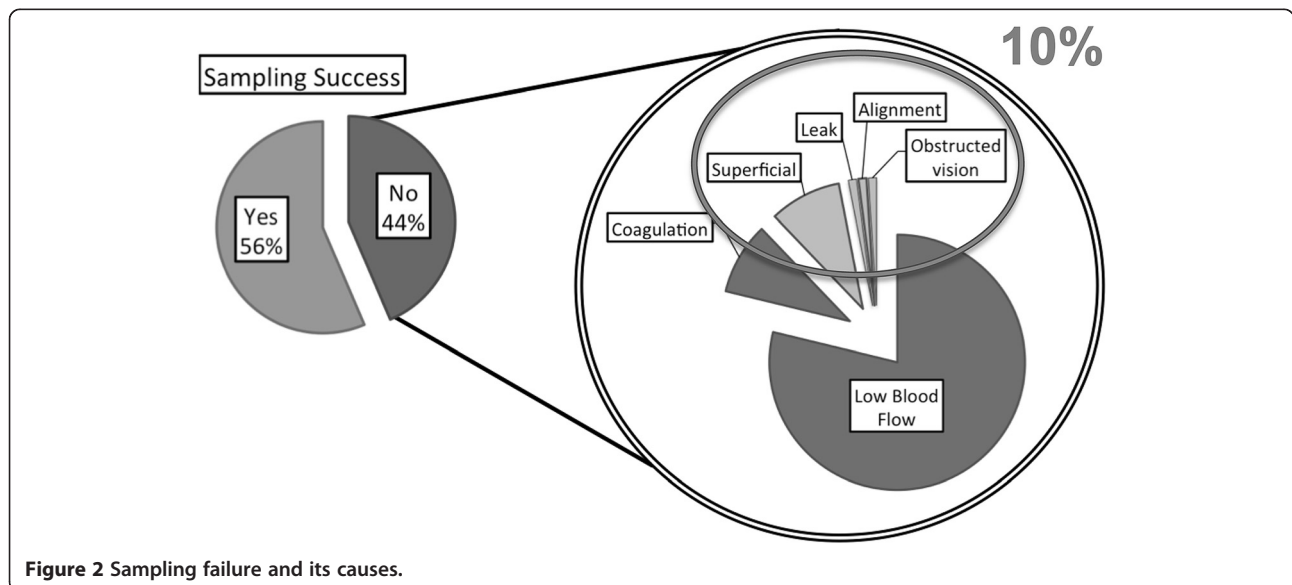 10%
Sampling Success
Alignment
Leak
Obstructed
vision
Superficial
No
44%
Yes
56%
Coagulation
Low Blood
Flow
Figure 2 Sampling failure and its causes.